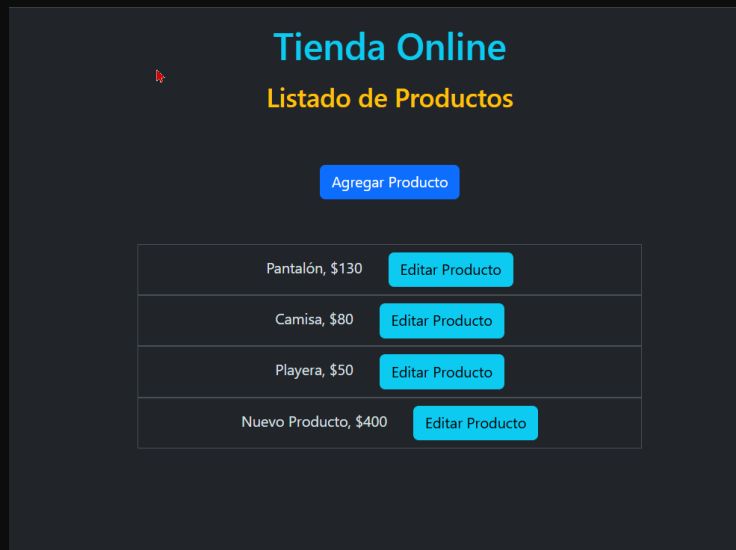 Tienda Online
Listado de Productos
Agregar Producto
Pantalón, $130 Editar Producto
Camisa, $80 Editar Producto
Playera, $50 Editar Producto
Nuevo Producto, $400 Editar Producto